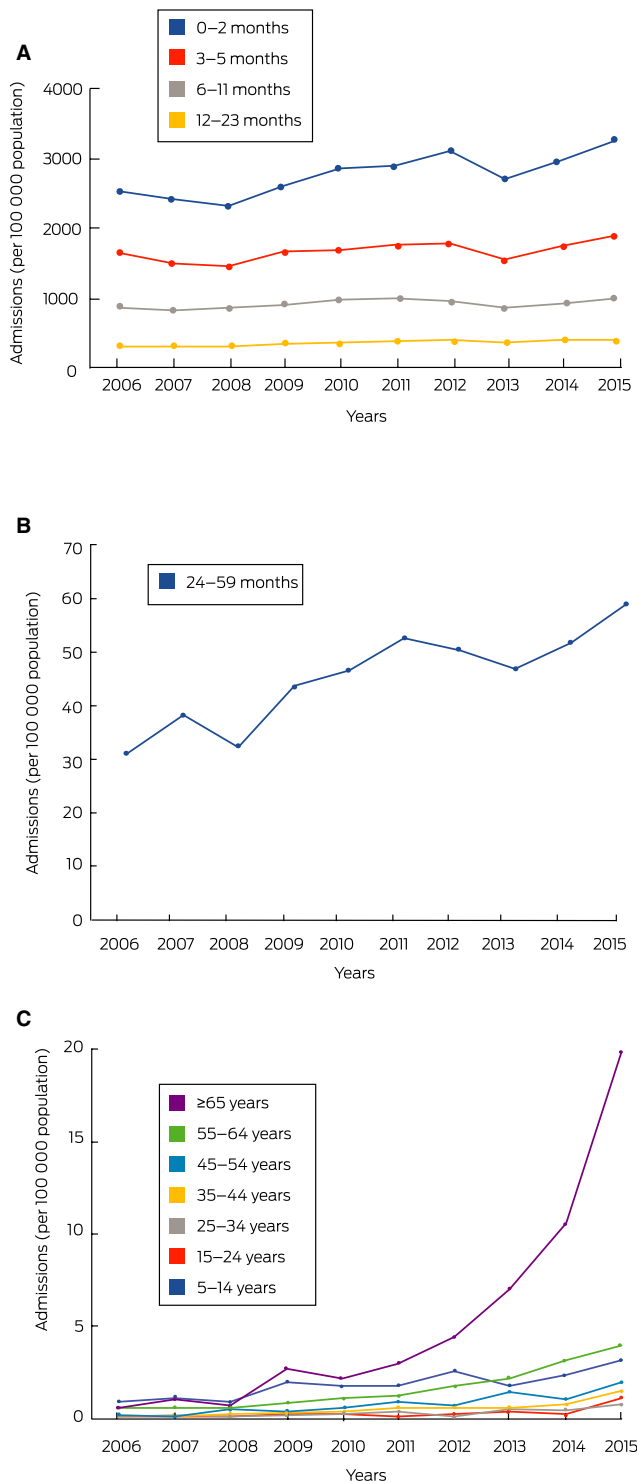 A
0–2 months
3–5 months
6–11 months
12–23 months
Admissions (per 100 000 population)
4000
3000
2000
1000
0
2006 2007 2008 2009 2010 2011 2012 2013 2014 2015
Years
B
24–59 months
Admissions (per 100 000 population)
70
60
50
40
30
20
10
0
2006 2007 2008 2009 2010 2011 2012 2013 2014 2015
Years
C
≥65 years
55–64 years
45–54 years
35–44 years
25–34 years
15–24 years
5–14 years
Admissions (per 100 000 population)
20
15
10
5
0
2006 2007 2008 2009 2010 2011 2012 2013 2014 2015
Years